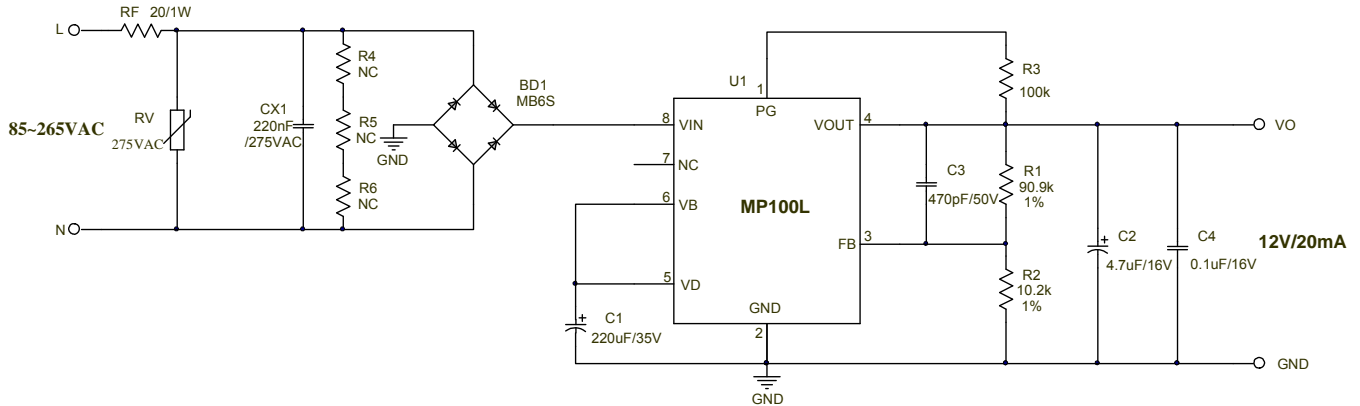 RF 20/1W
L
85~265VAC
RV
275VAC
N
CX1
220nF
/275VAC
R4
NC
R5
NC
R6
NC
GND
BD1
MB6S
U1
1
PG
8
VIN
7
NC
6
VB
5
VD
MP100L
VOUT
4
FB
3
GND
2
C1
+
220uF/35V
GND
R3
100k
C3
470pF/50V
R1
90.9k
1%
R2
10.2k
1%
C2
+
4.7uF/16V
C4
0.1uF/16V
VO
12V/20mA
GND